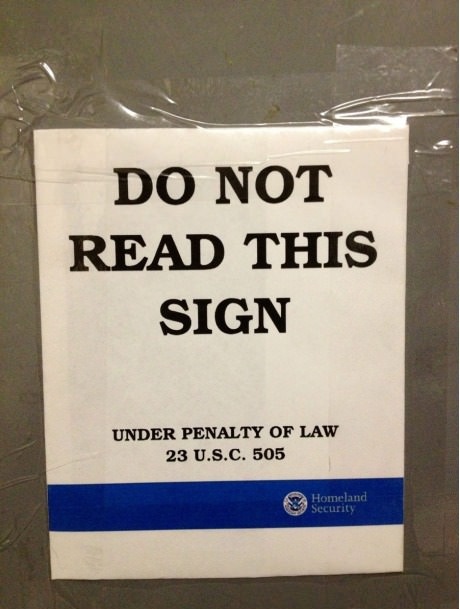 DO NOT
READ THIS
SIGN
UNDER PENALTY OF LAW
23 U.S.C. 505
Homeland
Security